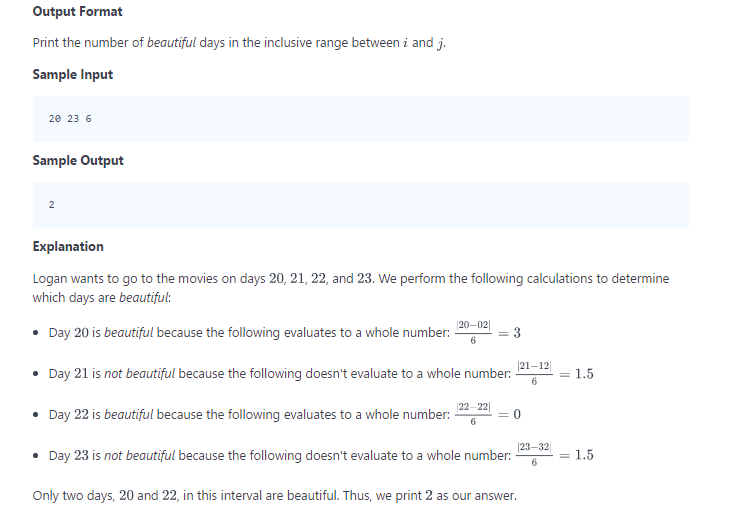 Output Format
Print the number of beautiful days in the inclusive range between i and j.
Sample Input
20 23 6
Sample Output
2
Explanation
Logan wants to go to the movies on days 20, 21, 22, and 23. We perform the following calculations to determine
which days are beautiful:
• Day 20 is beautiful because the following evaluates to a whole number: |20−02|/6 = 3
• Day 21 is not beautiful because the following doesn't evaluate to a whole number: |21−12|/6 = 1.5
• Day 22 is beautiful because the following evaluates to a whole number: |22−22|/6 = 0
• Day 23 is not beautiful because the following doesn't evaluate to a whole number: |23−32|/6 = 1.5
Only two days, 20 and 22, in this interval are beautiful. Thus, we print 2 as our answer.